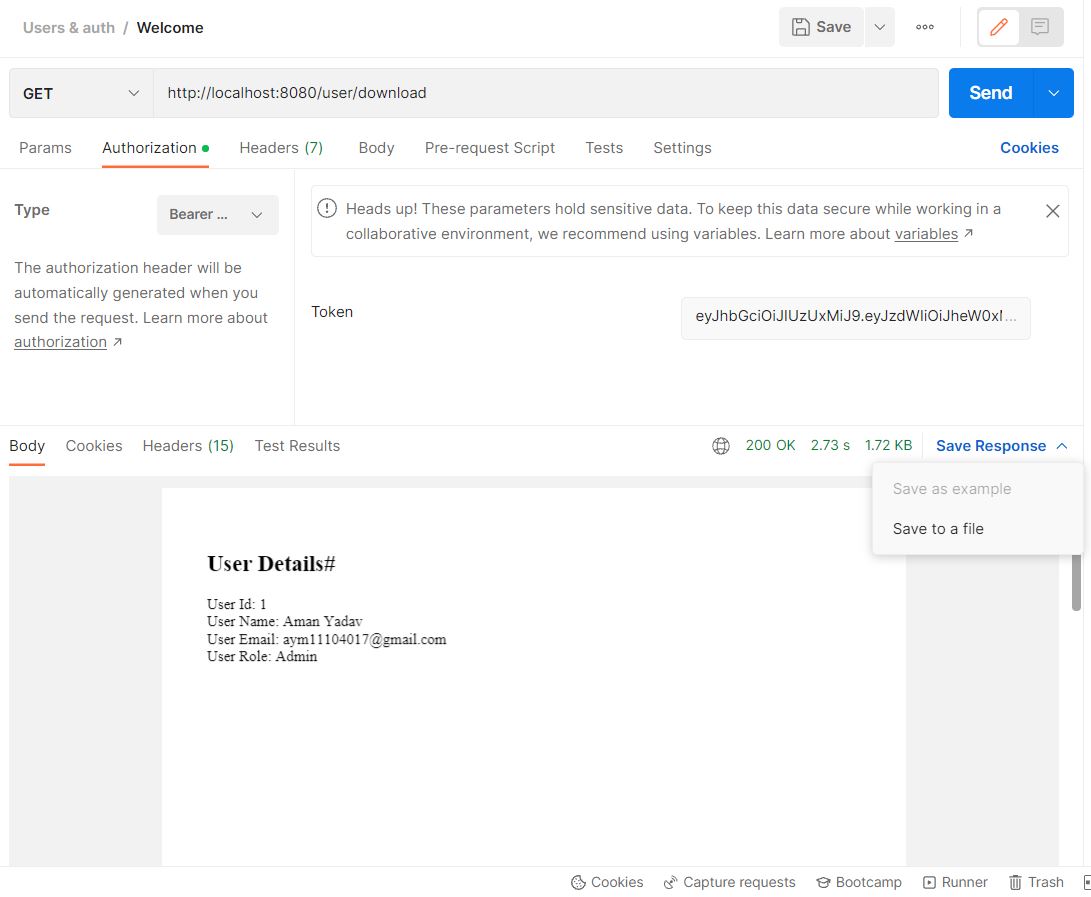 Users & auth / Welcome
Save
GET
http://localhost:8080/user/download
Send
Params Authorization Headers (7) Body Pre-request Script Tests Settings Cookies
Type
Bearer ...
The authorization header will be
automatically generated when you
send the request. Learn more about
authorization ↗
Heads up! These parameters hold sensitive data. To keep this data secure while working in a
collaborative environment, we recommend using variables. Learn more about variables ↗
Token
Body Cookies Headers (15) Test Results
200 OK 2.73 s 1.72 KB Save Response
Save as example
Save to a file
User Details#
User Id: 1
User Name: Aman Yadav
User Email: aym11104017@gmail.com
User Role: Admin
Cookies Capture requests Bootcamp Runner Trash